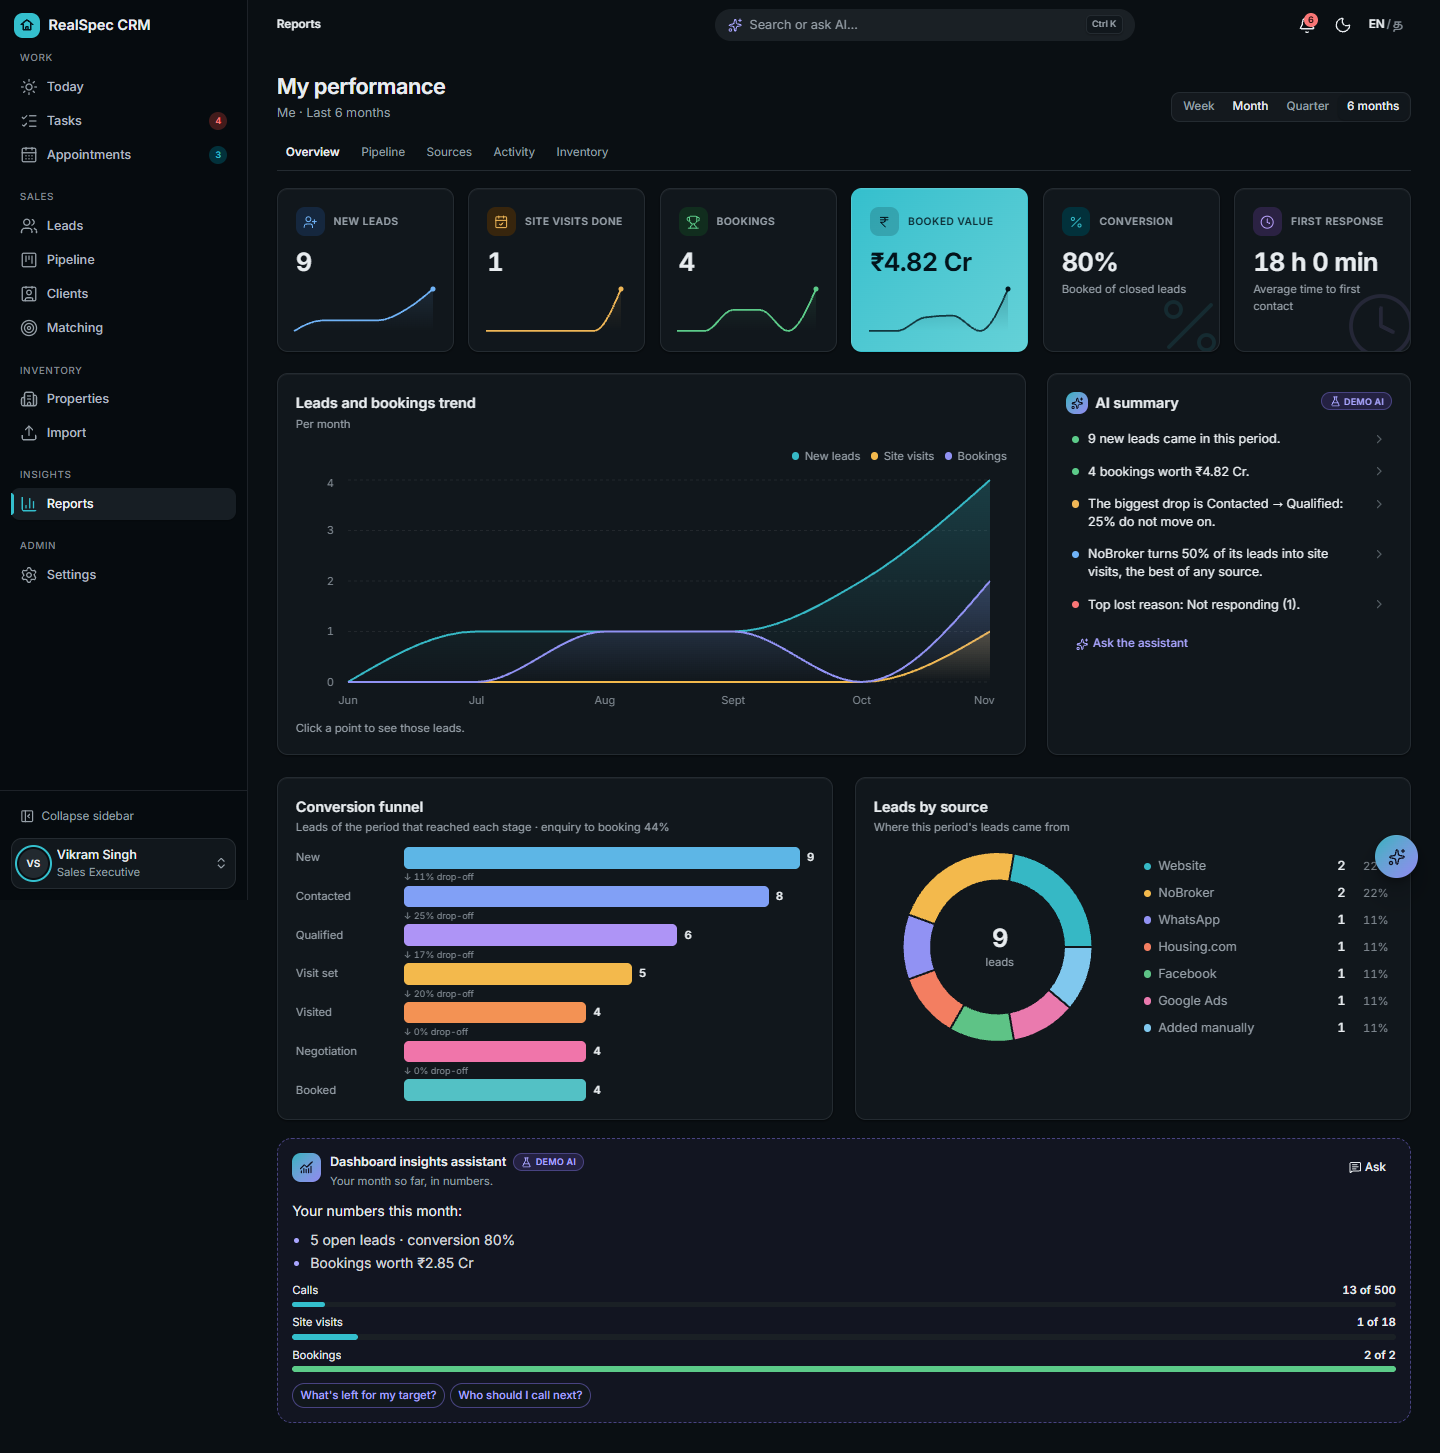 RealSpec CRM
WORK
Today
Tasks
4
Appointments
3
SALES
Leads
Pipeline
Clients
Matching
INVENTORY
Properties
Import
INSIGHTS
Reports
ADMIN
Settings
Collapse sidebar
VS
Vikram Singh
Sales Executive
Reports
Search or ask AI...
Ctrl K
6
EN / த
My performance
Me · Last 6 months
Week Month Quarter 6 months
Overview Pipeline Sources Activity Inventory
NEW LEADS
9
SITE VISITS DONE
1
BOOKINGS
4
₹
BOOKED VALUE
₹4.82 Cr
CONVERSION
80%
Booked of closed leads
FIRST RESPONSE
18 h 0 min
Average time to first
contact
Leads and bookings trend
Per month
New leads Site visits Bookings
4
3
2
1
0
Jun Jul Aug Sept Oct Nov
Click a point to see those leads.
AI summary
DEMO AI
9 new leads came in this period.
4 bookings worth ₹4.82 Cr.
The biggest drop is Contacted → Qualified:
25% do not move on.
NoBroker turns 50% of its leads into site
visits, the best of any source.
Top lost reason: Not responding (1).
Ask the assistant
Conversion funnel
Leads of the period that reached each stage · enquiry to booking 44%
New 9
↓ 11% drop-off
Contacted 8
↓ 25% drop-off
Qualified 6
↓ 17% drop-off
Visit set 5
↓ 20% drop-off
Visited 4
↓ 0% drop-off
Negotiation 4
↓ 0% drop-off
Booked 4
Leads by source
Where this period's leads came from
9
leads
Website 2 22
NoBroker 2 22%
WhatsApp 1 11%
Housing.com 1 11%
Facebook 1 11%
Google Ads 1 11%
Added manually 1 11%
Dashboard insights assistant
DEMO AI
Your month so far, in numbers.
Ask
Your numbers this month:
5 open leads · conversion 80%
Bookings worth ₹2.85 Cr
Calls 13 of 500
Site visits 1 of 18
Bookings 2 of 2
What's left for my target?
Who should I call next?